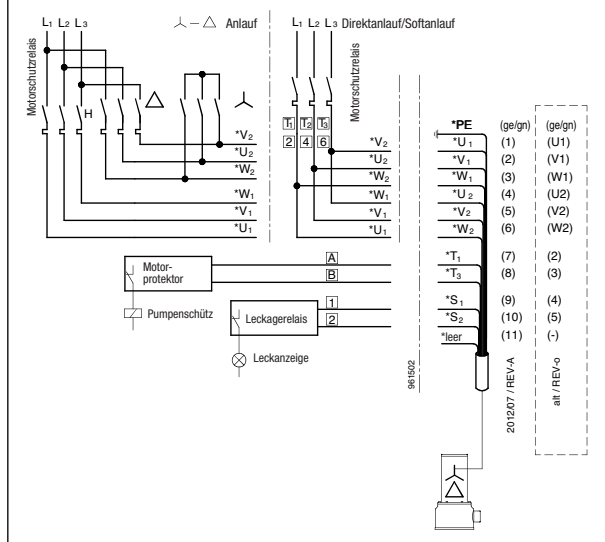 L1 L2 L3
Anlauf
L1 L2 L3 Direktanlauf/Softanlauf
Motorschutzrelais
H
Motorschutzrelais
T1 T2 T3
2 4 6
*V2
*U2
*W2
*W1
*V1
*U1
*V2
*U2
*W2
*W1
*V1
*U1
*PE (ge/gn) (ge/gn)
*U1 (1) (U1)
*V1 (2) (V1)
*W1 (3) (W1)
*U2 (4) (U2)
*V2 (5) (V2)
*W2 (6) (W2)
*T1 (7) (2)
*T3 (8) (3)
*S1 (9) (4)
*S2 (10) (5)
*leer (11) (-)
Motor-
protektor
A
B
Pumpenschütz
Leckagerelais
1
2
Leckanzeige
961502
2012/07 / REV-A
alt / REV-o